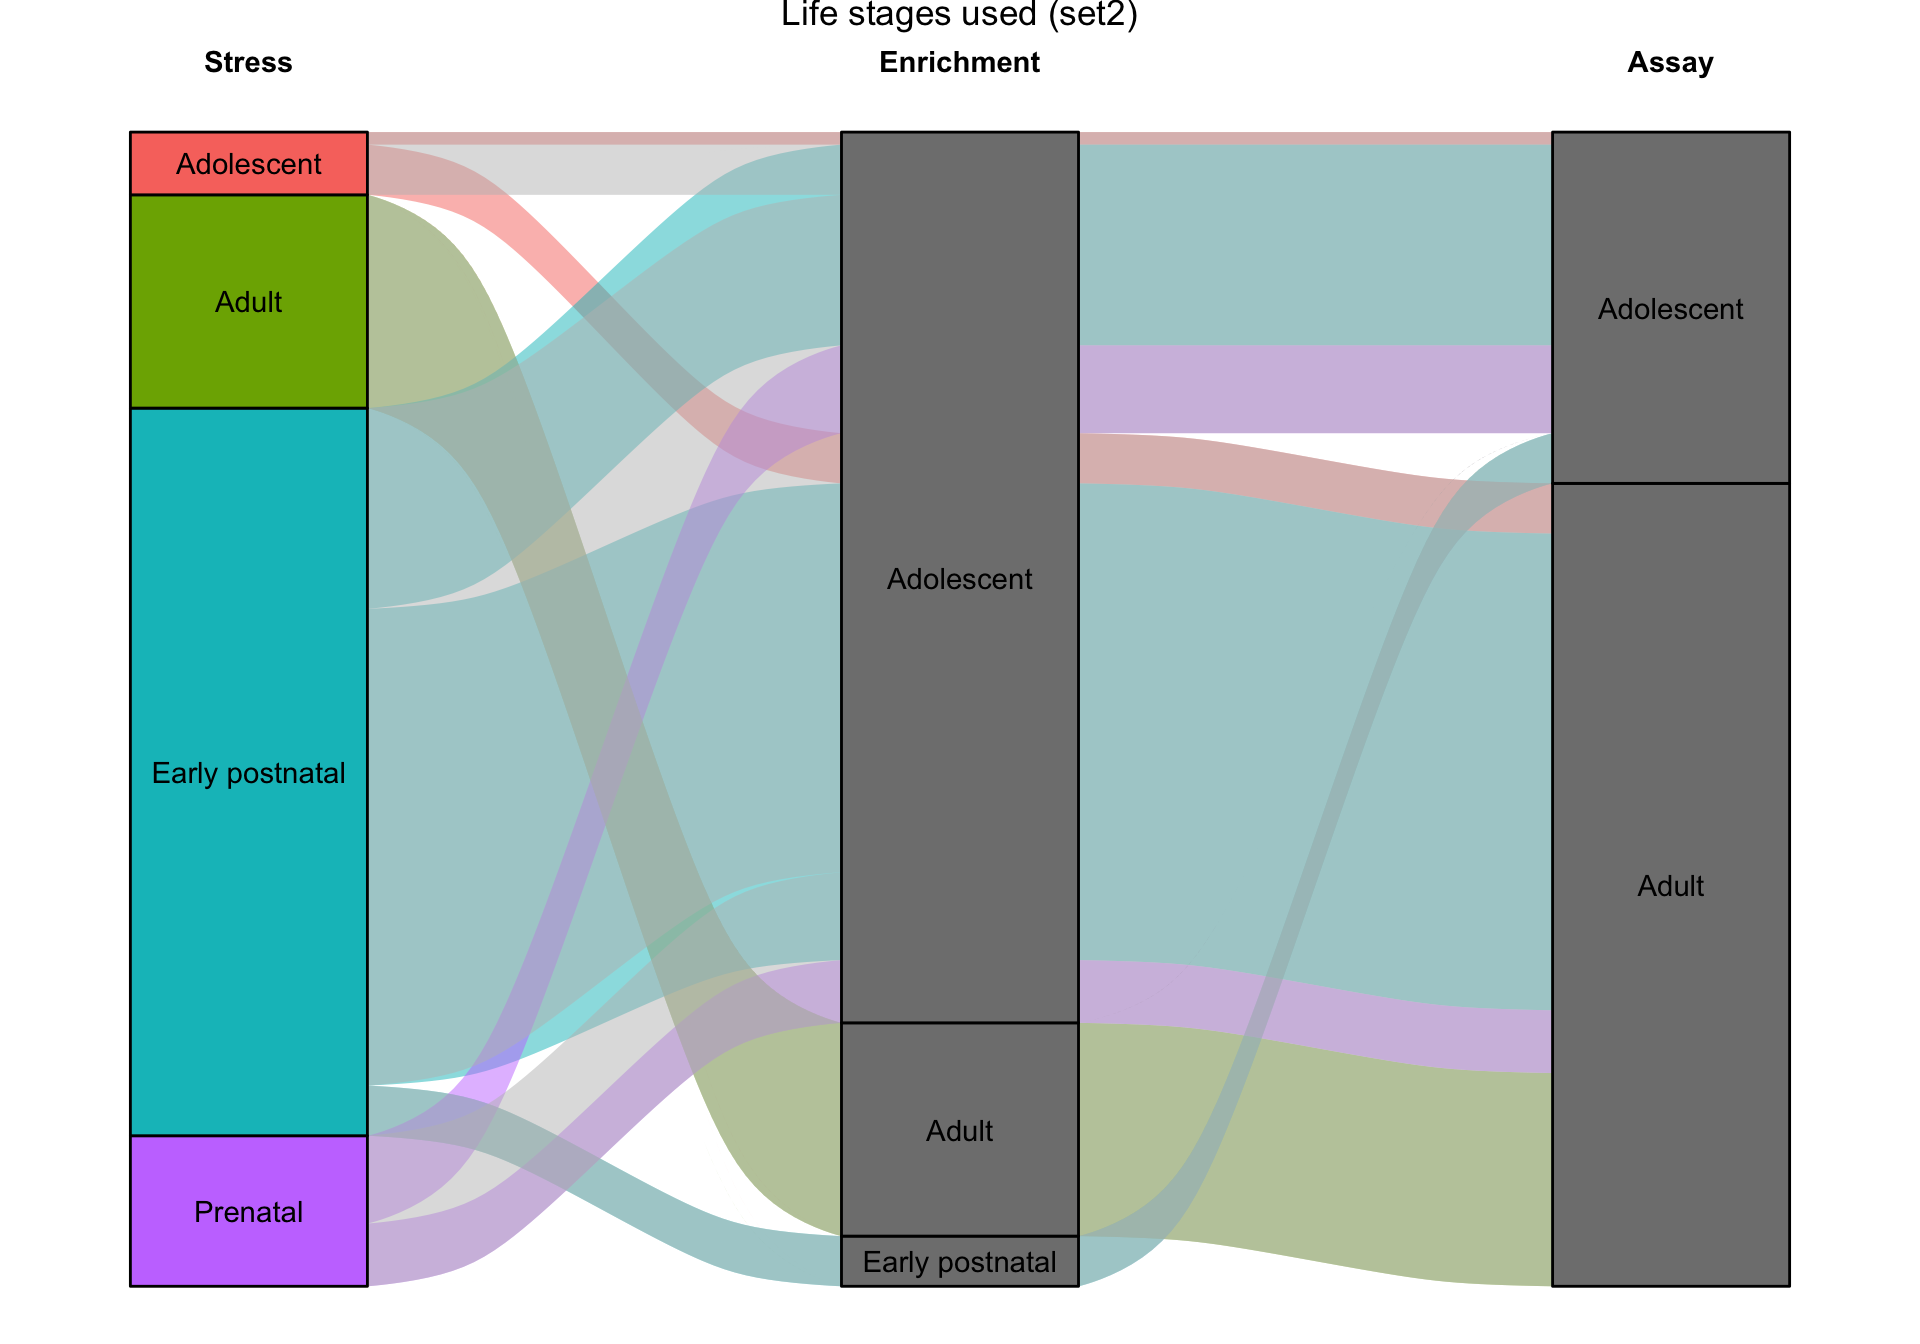 Life stages used (set2)
Stress
Enrichment
Assay
Adolescent
Adult
Early postnatal
Prenatal
Adolescent
Adult
Early postnatal
Adolescent
Adult